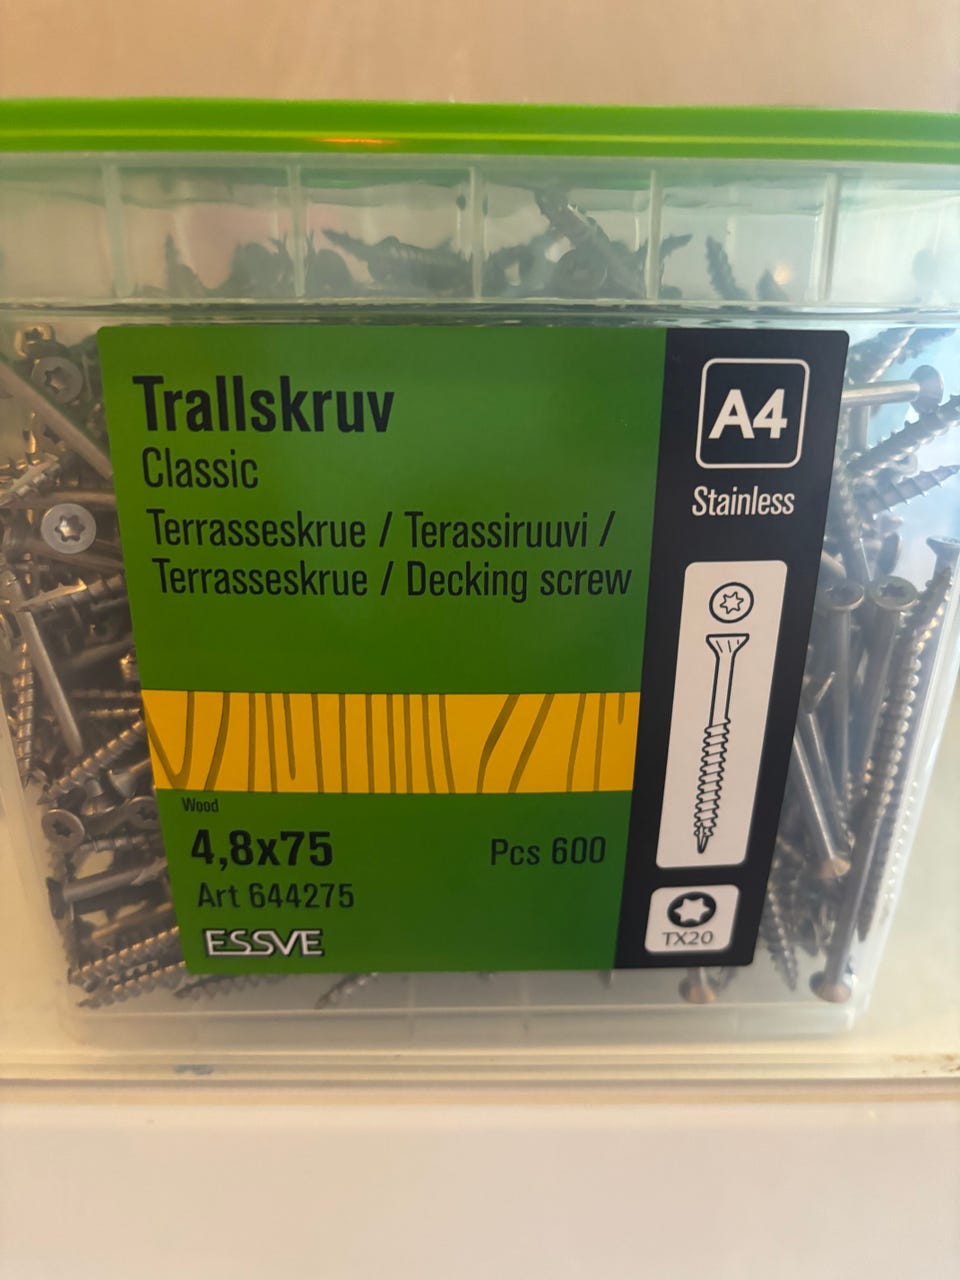 Trallskruv
Classic
Terrasseskrue / Terassiruuvi /
Terrasseskrue / Decking screw
Wood
4,8x75
Pcs 600
Art 644275
ESSVE
A4
Stainless
TX20